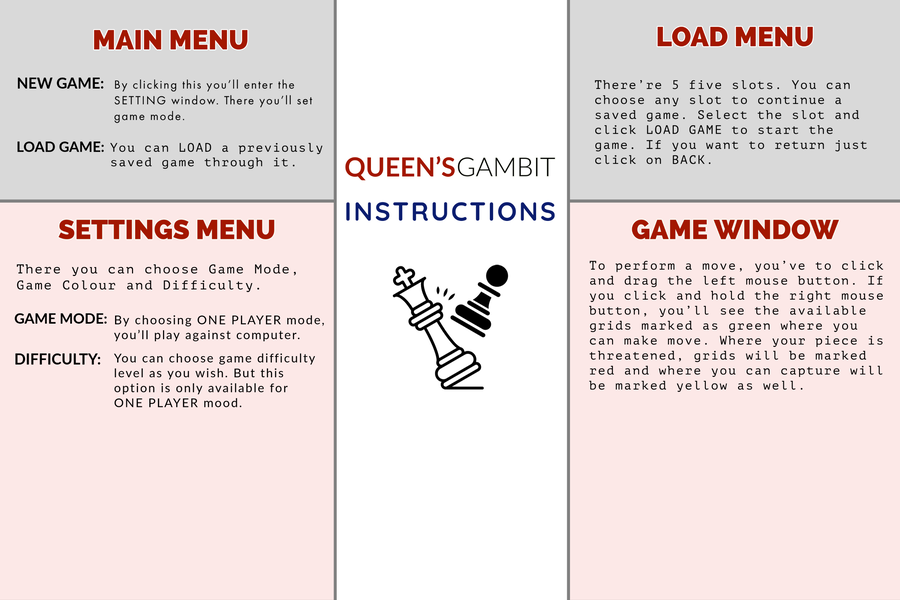 MAIN MENU
NEW GAME: By clicking this you'll enter the
SETTING window. There you'll set
game mode.
LOAD GAME: You can LOAD a previously
saved game through it.
SETTINGS MENU
There you can choose Game Mode,
Game Colour and Difficulty.
GAME MODE: By choosing ONE PLAYER mode,
you'll play against computer.
DIFFICULTY: You can choose game difficulty
level as you wish. But this
option is only available for
ONE PLAYER mood.
QUEEN'SGAMBIT
INSTRUCTIONS
LOAD MENU
There're 5 five slots. You can
choose any slot to continue a
saved game. Select the slot and
click LOAD GAME to start the
game. If you want to return just
click on BACK.
GAME WINDOW
To perform a move, you've to click
and drag the left mouse button. If
you click and hold the right mouse
button, you'll see the available
grids marked as green where you
can make move. Where your piece is
threatened, grids will be marked
red and where you can capture will
be marked yellow as well.